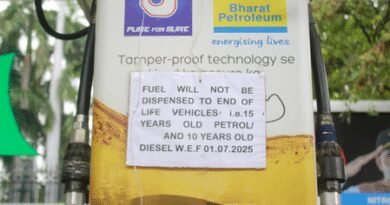 PURE FOR SURE
Bharat
Petroleum
energising lives
Tamper-proof technology se
FUEL WILL NOT BE
DISPENSED TO END OF
LIFE VEHICLES- i.e.15
YEARS OLD PETROL/
AND 10 YEARS OLD
DIESEL W.E.F 01.07.2025
NITR